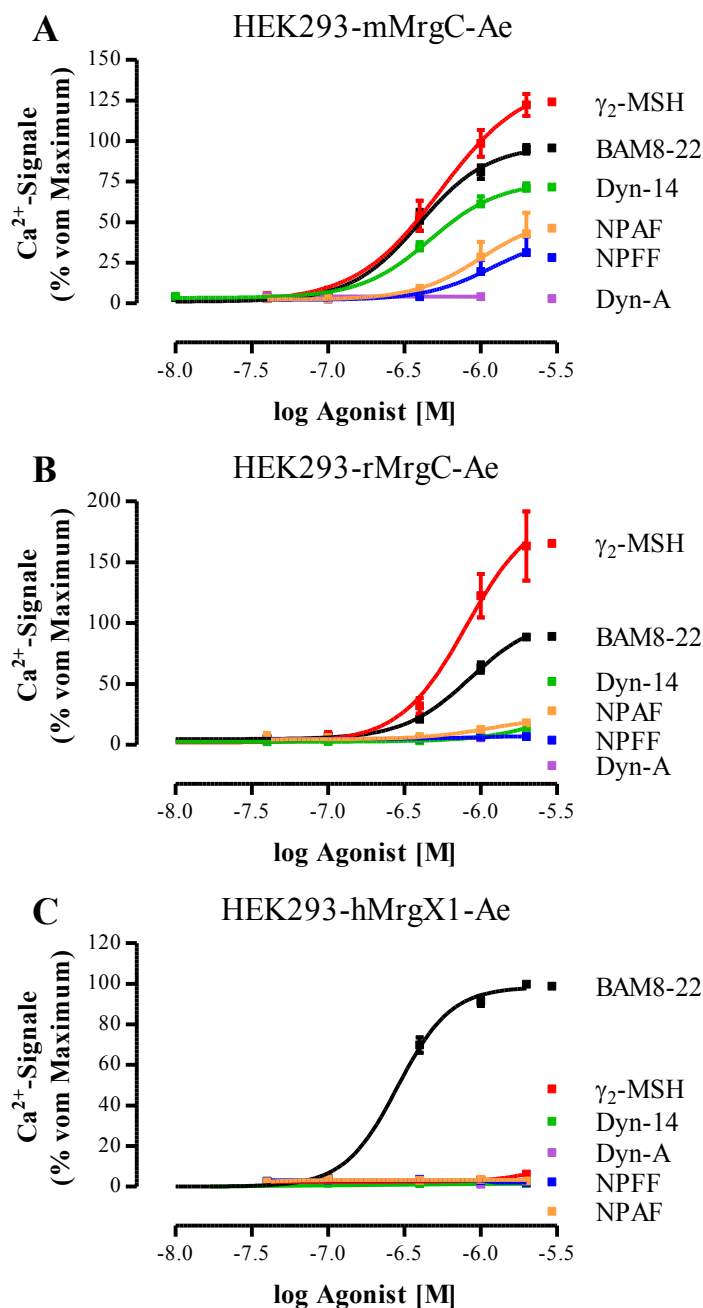 A HEK293-mMrgC-Ae
Ca²⁺-Signale
(% vom Maximum)
150
125
100
75
50
25
0
γ₂-MSH
BAM8-22
Dyn-14
NPAF
NPFF
Dyn-A
-8.0 -7.5 -7.0 -6.5 -6.0 -5.5
log Agonist [M]
B HEK293-rMrgC-Ae
Ca²⁺-Signale
(% vom Maximum)
200
150
100
50
0
γ₂-MSH
BAM8-22
Dyn-14
NPAF
NPFF
Dyn-A
-8.0 -7.5 -7.0 -6.5 -6.0 -5.5
log Agonist [M]
C HEK293-hMrgX1-Ae
Ca²⁺-Signale
(% vom Maximum)
120
100
80
60
40
20
0
BAM8-22
γ₂-MSH
Dyn-14
Dyn-A
NPFF
NPAF
-8.0 -7.5 -7.0 -6.5 -6.0 -5.5
log Agonist [M]